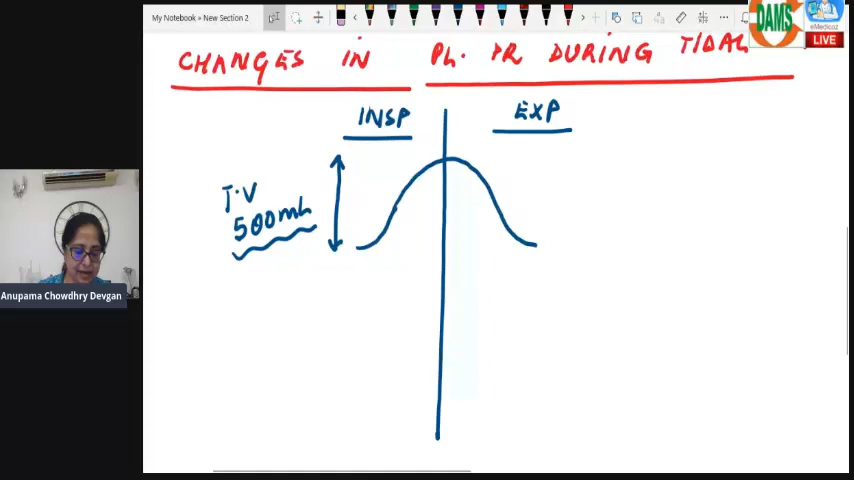 My Notebook » New Section 2
DAMS
eMedicoz
LIVE
CHANGES IN Pl. PR DURING TIDAL
INSP
EXP
T.V
500ml
Anupama Chowdhry Devgan